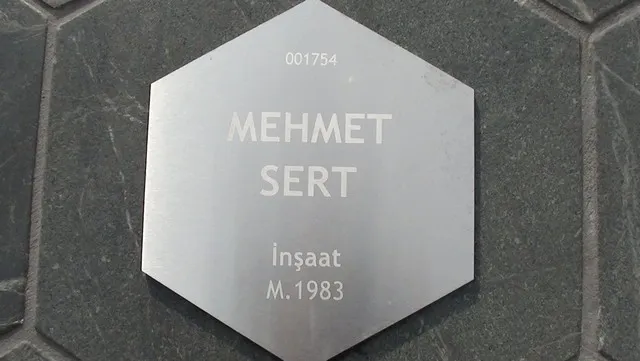 001754
MEHMET
SERT
İnşaat
M.1983